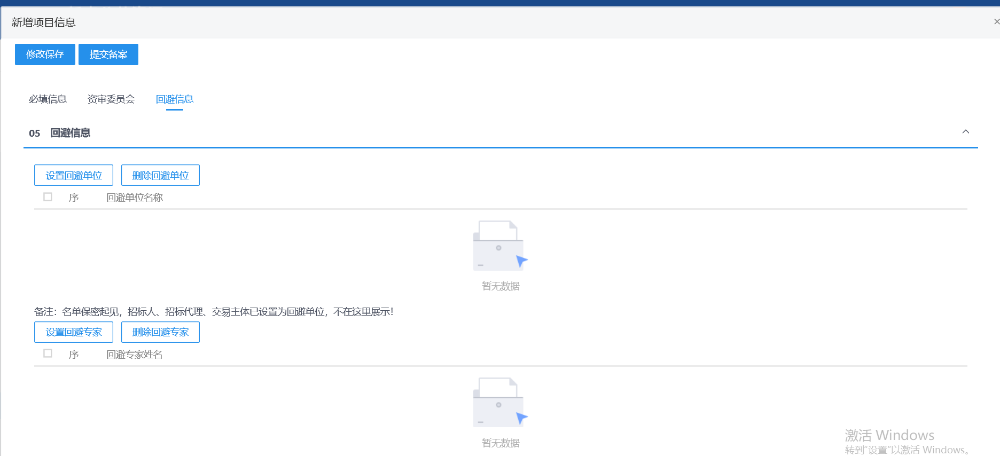 新增项目信息
×
修改保存 提交备案
必填信息 资审委员会 回避信息
05 回避信息
设置回避单位 删除回避单位
序 回避单位名称
暂无数据
备注：名单保密起见，招标人、招标代理、交易主体已设置为回避单位，不在这里展示！
设置回避专家 删除回避专家
序 回避专家姓名
暂无数据
激活 Windows
转到“设置”以激活 Windows。